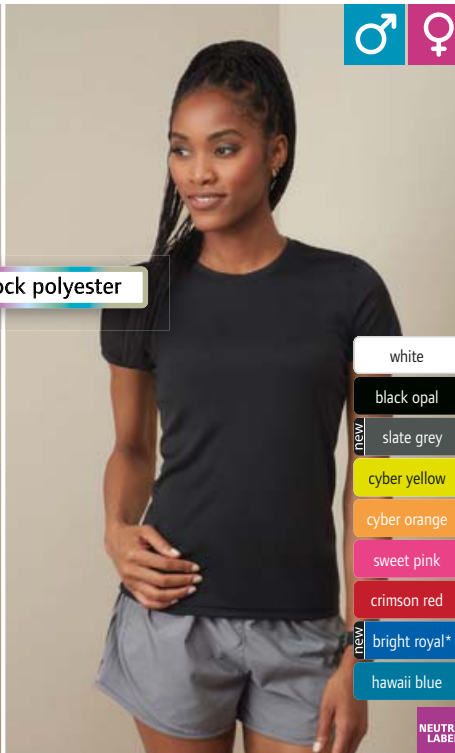 ock polyester
white
black opal
new
slate grey
cyber yellow
cyber orange
sweet pink
crimson red
new
bright royal*
hawaii blue
NEUTR
LABE